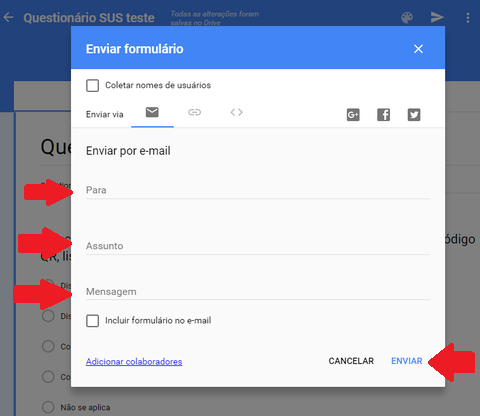 Questionário SUS teste
Todas as alterações foram
salvas no Drive
Enviar formulário
Coletar nomes de usuários
Enviar via
Que
Enviar por e-mail
Para
Assunto
ódigo
QR, lis
Mensagem
Dis
Dis
Incluir formulário no e-mail
Co
Adicionar colaboradores
CANCELAR
ENVIAR
Co
Não se aplica